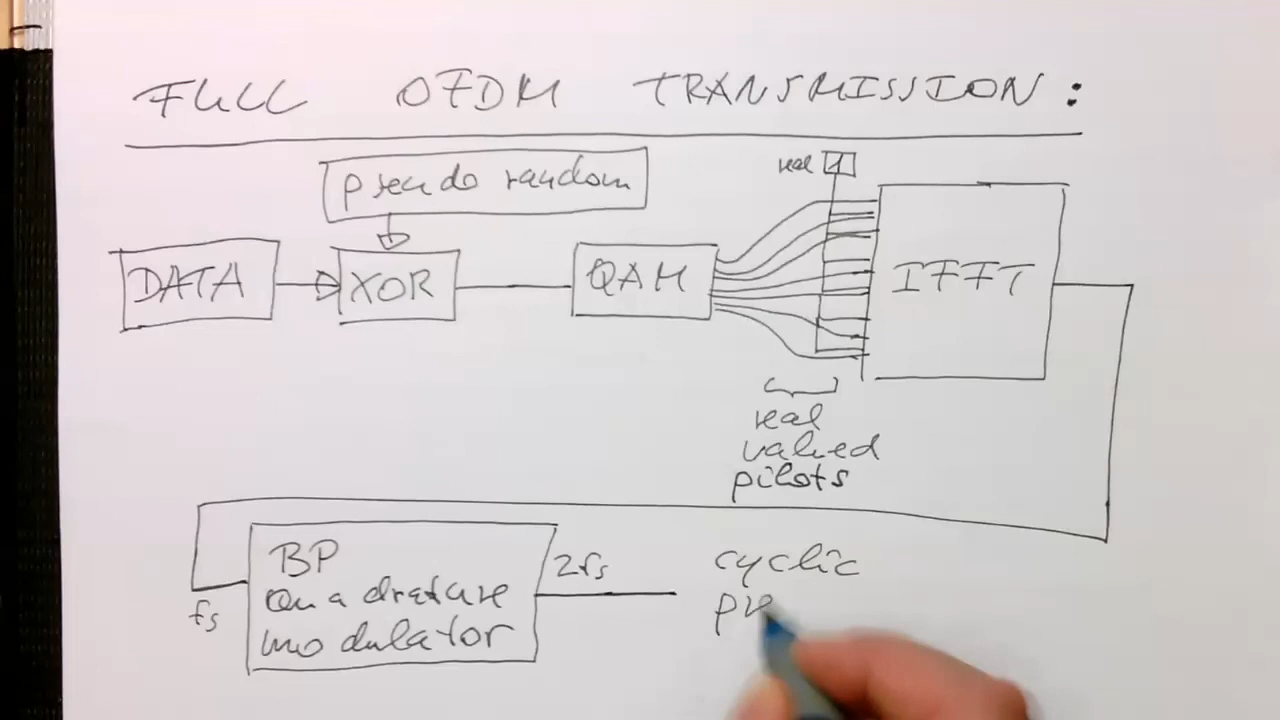 FULL OFDM TRANSMISSION:
pseudo random
real 1
DATA
XOR
QAM
IFFT
real
valued
pilots
BP
Quadrature
modulator
fs
2fs
cyclic
pre